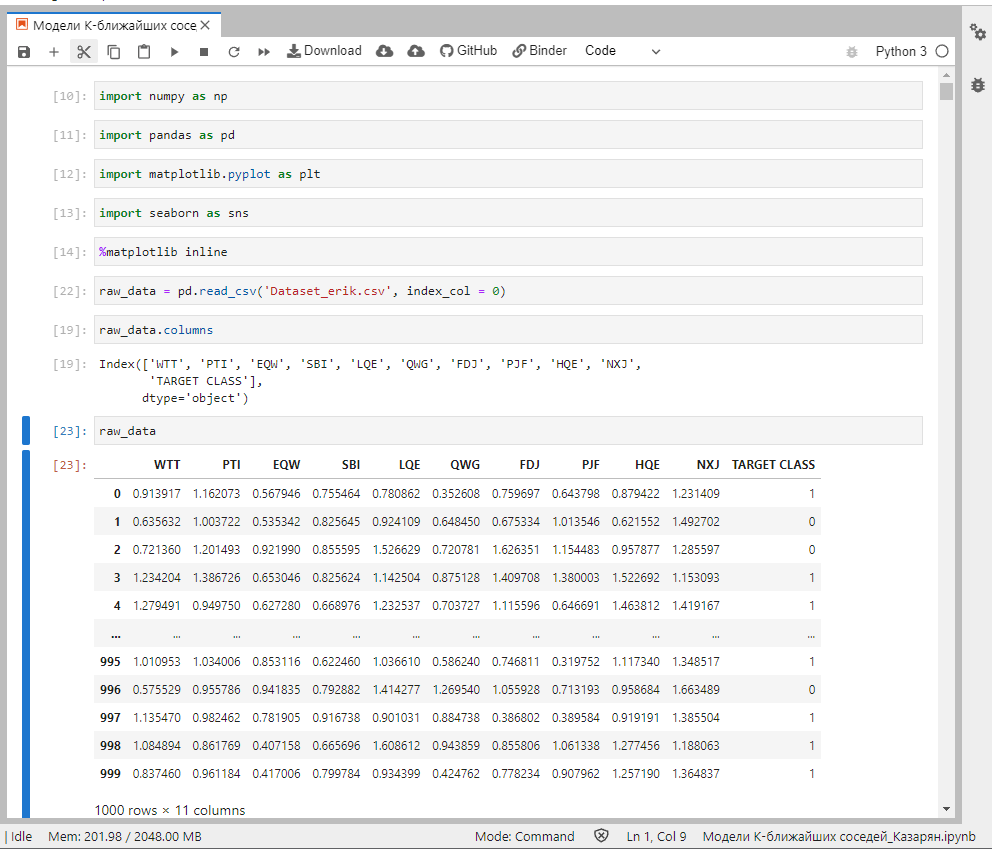 Модели К-ближайших сосе
Download GitHub Binder Code Python 3
[10]: import numpy as np
[11]: import pandas as pd
[12]: import matplotlib.pyplot as plt
[13]: import seaborn as sns
[14]: %matplotlib inline
[22]: raw_data = pd.read_csv('Dataset_erik.csv', index_col = 0)
[19]: raw_data.columns
[19]: Index(['WTT', 'PTI', 'EQW', 'SBI', 'LQE', 'QWG', 'FDJ', 'PJF', 'HQE', 'NXJ',
'TARGET CLASS'],
dtype='object')
[23]: raw_data
[23]: WTT PTI EQW SBI LQE QWG FDJ PJF HQE NXJ TARGET CLASS
0 0.913917 1.162073 0.567946 0.755464 0.780862 0.352608 0.759697 0.643798 0.879422 1.231409 1
1 0.635632 1.003722 0.535342 0.825645 0.924109 0.648450 0.675334 1.013546 0.621552 1.492702 0
2 0.721360 1.201493 0.921990 0.855595 1.526629 0.720781 1.626351 1.154483 0.957877 1.285597 0
3 1.234204 1.386726 0.653046 0.825624 1.142504 0.875128 1.409708 1.380003 1.522692 1.153093 1
4 1.279491 0.949750 0.627280 0.668976 1.232537 0.703727 1.115596 0.646691 1.463812 1.419167 1
... ... ... ... ... ... ... ... ... ... ... ...
995 1.010953 1.034006 0.853116 0.622460 1.036610 0.586240 0.746811 0.319752 1.117340 1.348517 1
996 0.575529 0.955786 0.941835 0.792882 1.414277 1.269540 1.055928 0.713193 0.958684 1.663489 0
997 1.135470 0.982462 0.781905 0.916738 0.901031 0.884738 0.386802 0.389584 0.919191 1.385504 1
998 1.084894 0.861769 0.407158 0.665696 1.608612 0.943859 0.855806 1.061338 1.277456 1.188063 1
999 0.837460 0.961184 0.417006 0.799784 0.934399 0.424762 0.778234 0.907962 1.257190 1.364837 1
1000 rows × 11 columns
| Idle Mem: 201.98 / 2048.00 MB Mode: Command Ln 1, Col 9 Модели К-ближайших соседей_Казарян.ipynb